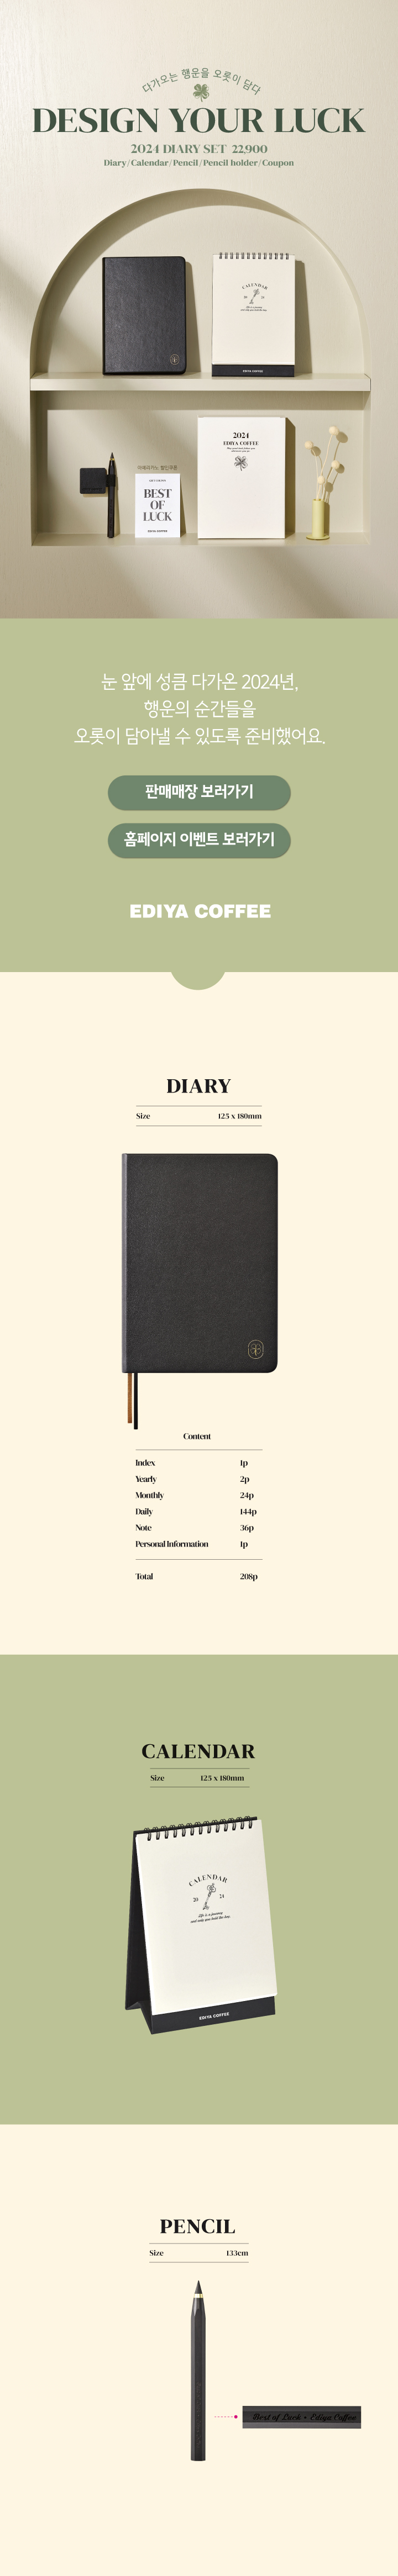 다가오는 행운을 오롯이 담다
DESIGN YOUR LUCK
2024 DIARY SET 22,900
Diary/Calendar/Pencil/Pencil holder/Coupon
CALENDAR
EDIYA COFFEE
2024
EDIYA COFFEE
BEST
OF
LUCK
EDIYA COFFEE
눈 앞에 성큼 다가온 2024년,
행운의 순간들을
오롯이 담아낼 수 있도록 준비했어요.
판매매장 보러가기
홈페이지 이벤트 보러가기
EDIYA COFFEE
DIARY
Size 125 x 180mm
Content
Index 1p
Yearly 2p
Monthly 24p
Daily 144p
Note 36p
Personal Information 1p
Total 208p
CALENDAR
Size 125 x 180mm
CALENDAR
20 24
EDIYA COFFEE
PENCIL
Size 133cm
Best of Luck • Ediya Coffee